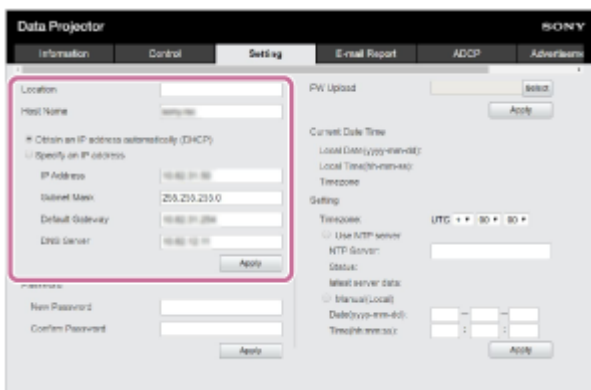 Data Projector
SONY
Information
Control
Setting
E-mail Report
ADCP
Advertisem
Location
Host Name
Obtain an IP address automatically (DHCP)
Specify an IP address
IP Address
Subnet Mask
255.255.255.0
Default Gateway
DNS Server
Apply
Password
New Password
Confirm Password
Apply
FW Upload
Select
Apply
Current Date Time
Local Date(yyyy-mm-dd):
Local Time(hh-mm-ss):
Timezone
Setting
Timezone:
UTC + 00 00
Use NTP server
NTP Server:
Status:
latest server data:
Manual(Local)
Date(yyyy-mm-dd):
Time(hh:mm:ss):
Apply